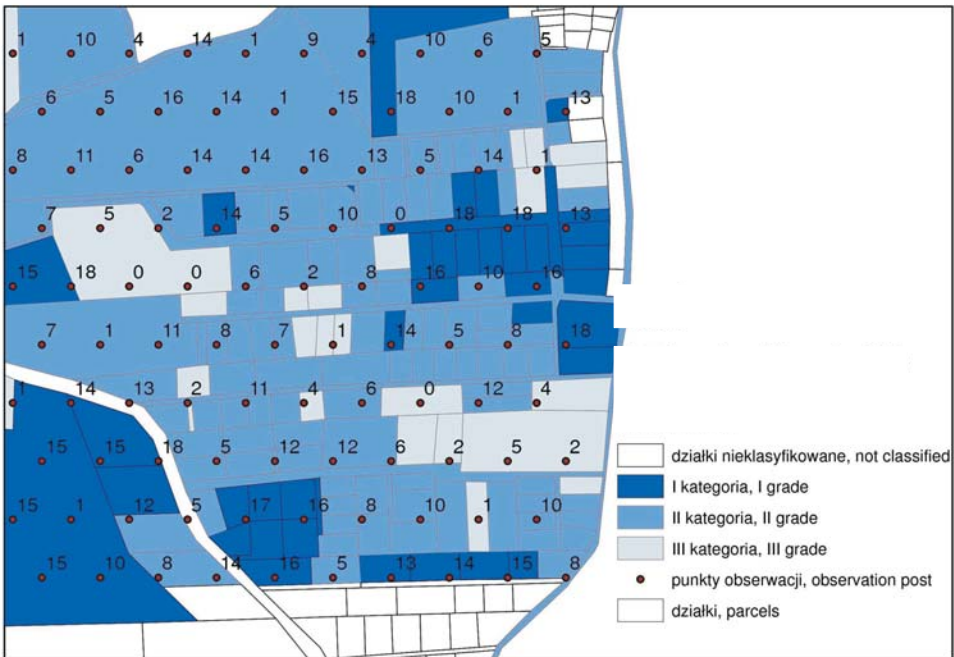 1 10 4 14 1 9 4 10 6 5
6 5 16 14 1 15 18 10 1 13
8 11 6 14 14 16 13 5 14 1
7 5 2 14 5 10 0 18 18 13
15 18 0 0 6 2 8 16 10 16
7 1 11 8 7 1 14 5 8 18
1 14 13 2 11 4 6 0 12 4
15 15 18 5 12 12 6 2 5 2
15 1 12 5 17 16 8 10 1 10
15 10 8 14 16 5 13 14 15 8
działki nieklasyfikowane, not classified
I kategoria, I grade
II kategoria, II grade
III kategoria, III grade
punkty obserwacji, observation post
działki, parcels